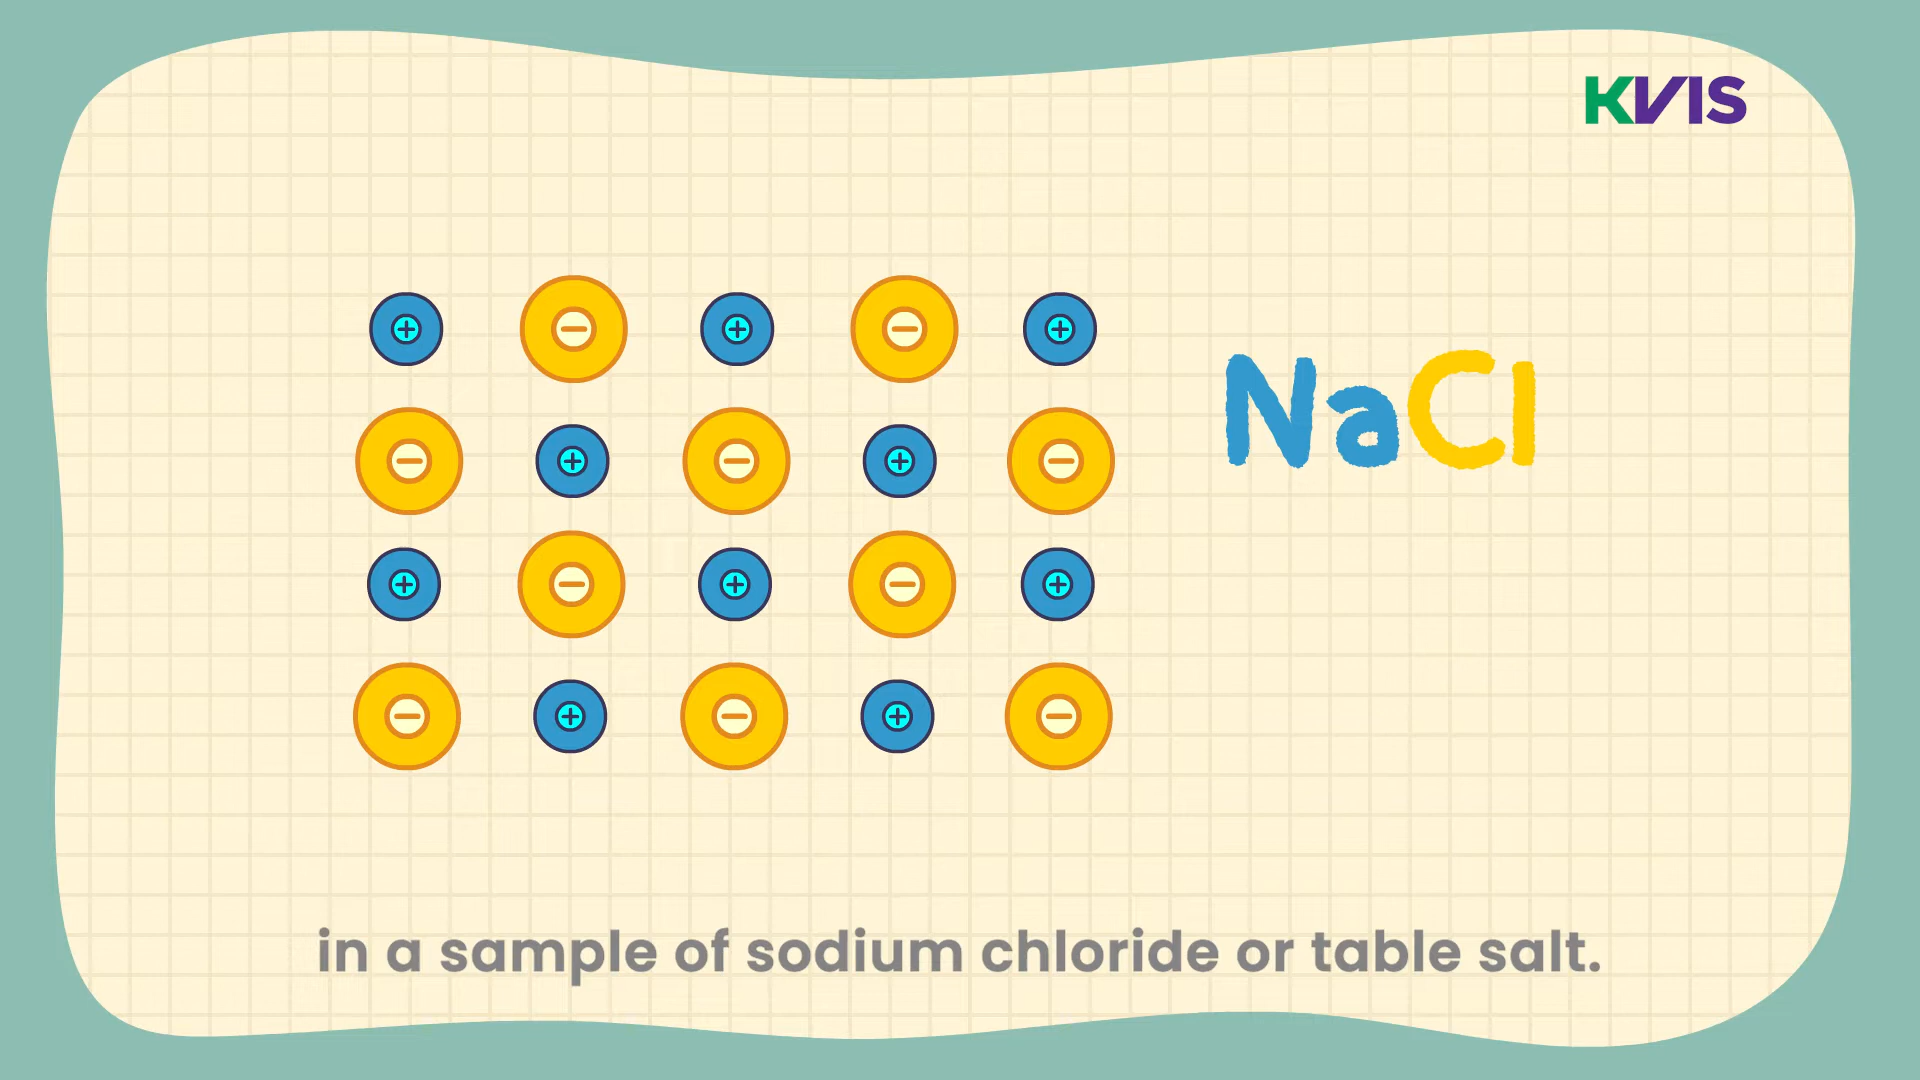 KVIS
NaCl
in a sample of sodium chloride or table salt.